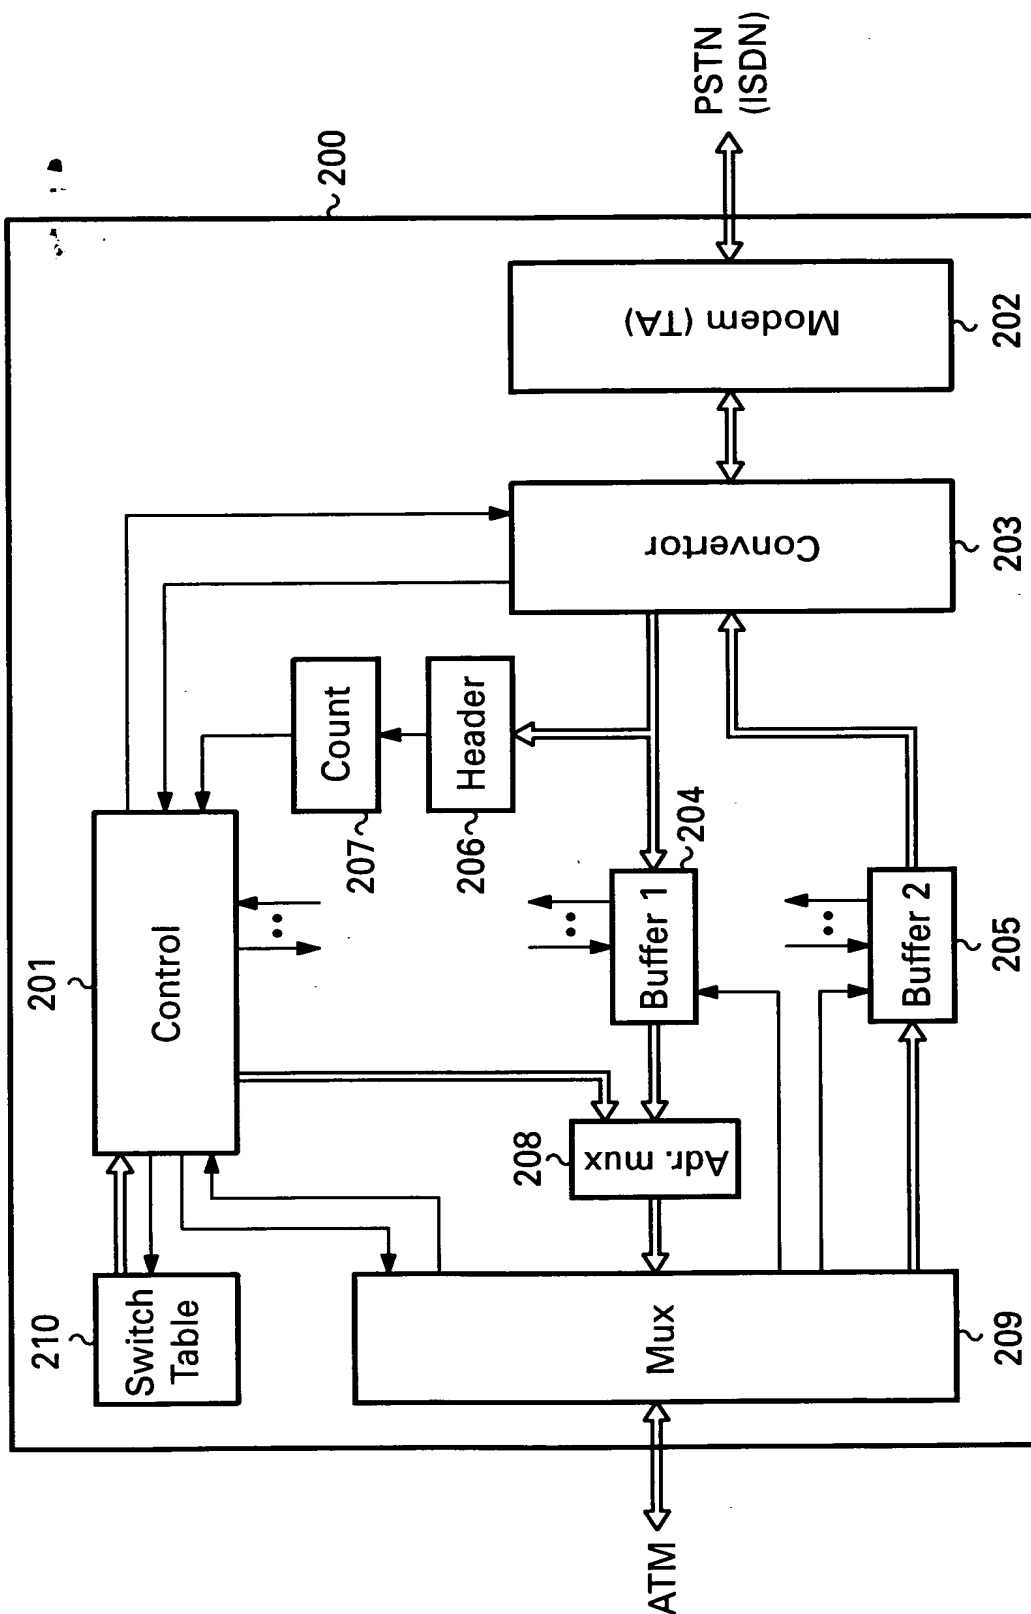 200
PSTN
(ISDN)
Modem (TA)
202
Convertor
203
Count
207
Header
206
Control
201
Buffer 1
204
Buffer 2
205
Adr. mux
208
Switch
Table
210
Mux
209
ATM